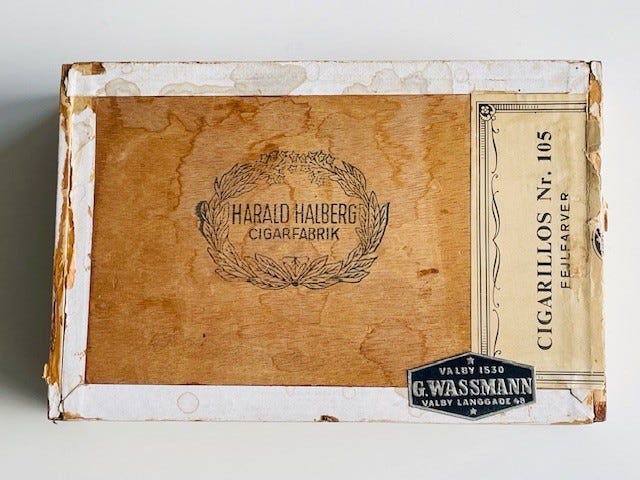 HARALD HALBERG
CIGARFABRIK
CIGARILLOS Nr. 105
FEJLFARVER
VALBY 1530
G. WASSMANN
VALBY LANGGADE 48